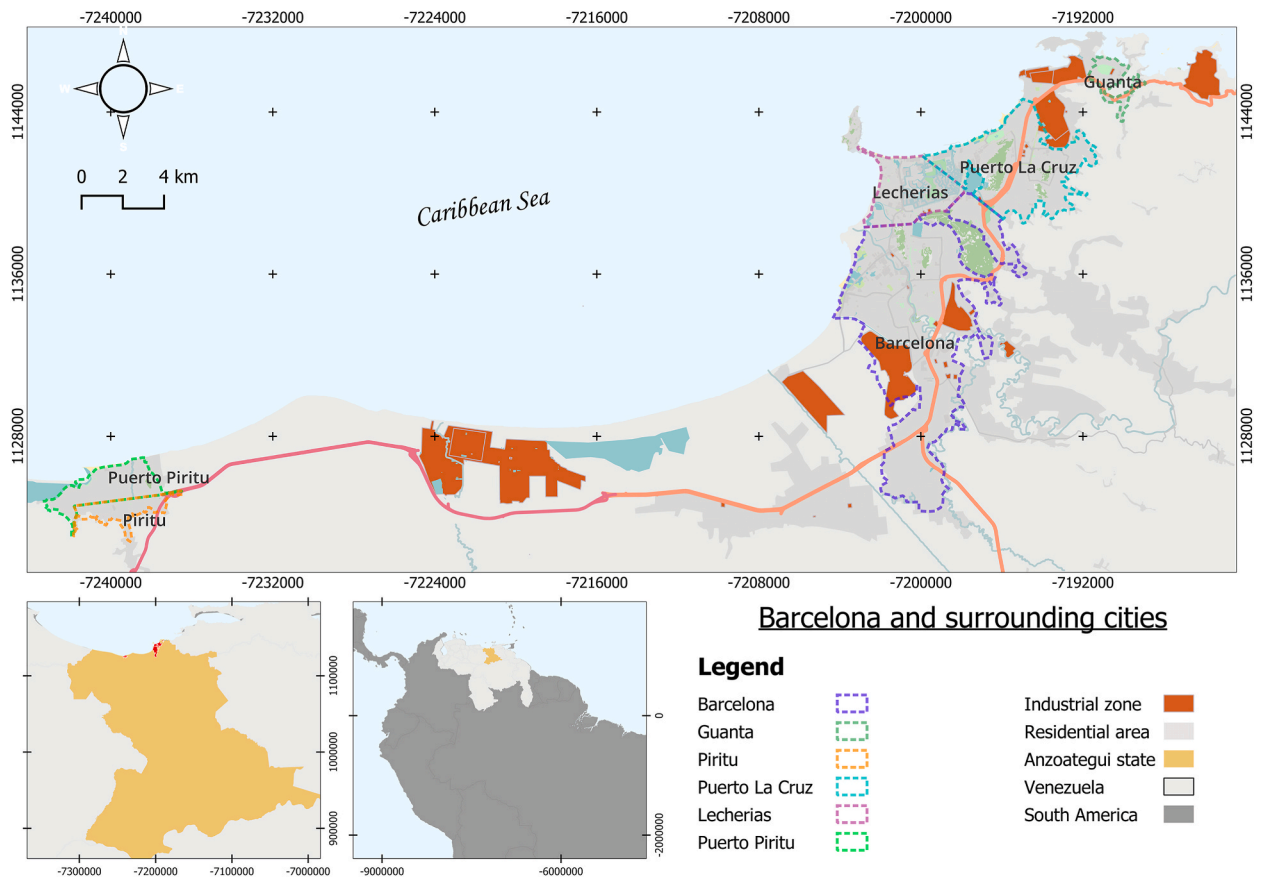 -7240000 -7232000 -7224000 -7216000 -7208000 -7200000 -7192000
N
W E
S
1144000 1144000
0 2 4 km
Guanta
Puerto La Cruz
Lecherias
Caribbean Sea
1136000 1136000
Barcelona
1128000 1128000
Puerto Piritu
Piritu
-7240000 -7232000 -7224000 -7216000 -7208000 -7200000 -7192000
1100000
1000000
900000
-7300000 -7200000 -7100000 -7000000
0
-2000000
-9000000 -6000000
Barcelona and surrounding cities
Legend
Barcelona
Guanta
Piritu
Puerto La Cruz
Lecherias
Puerto Piritu
Industrial zone
Residential area
Anzoategui state
Venezuela
South America